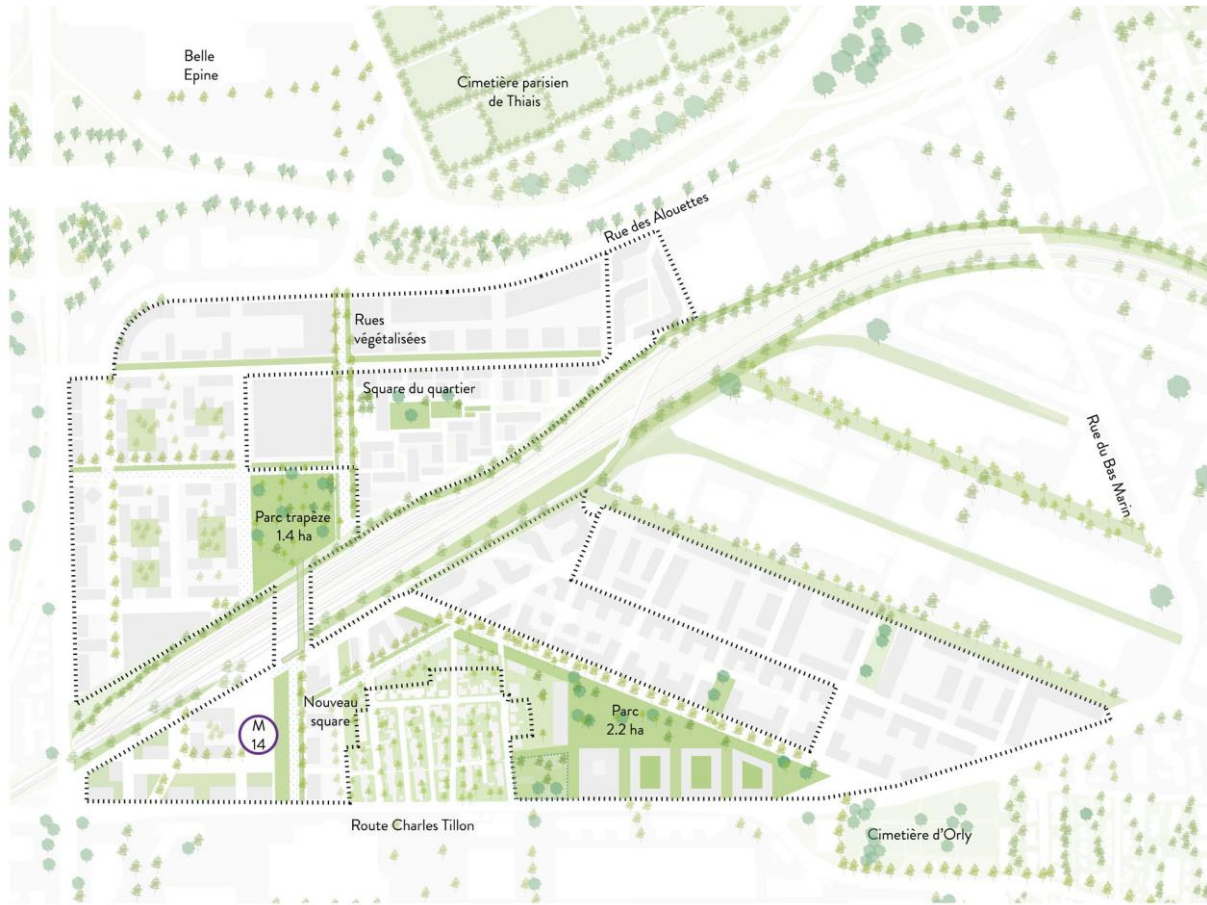 Belle
Epine
Cimetière parisien
de Thiais
Rue des Alouettes
Rues
végétalisées
Square du quartier
Rue du Bas Marin
Parc trapèze
1.4 ha
Nouveau
square
M
14
Parc
2.2 ha
Route Charles Tillon
Cimetière d'Orly